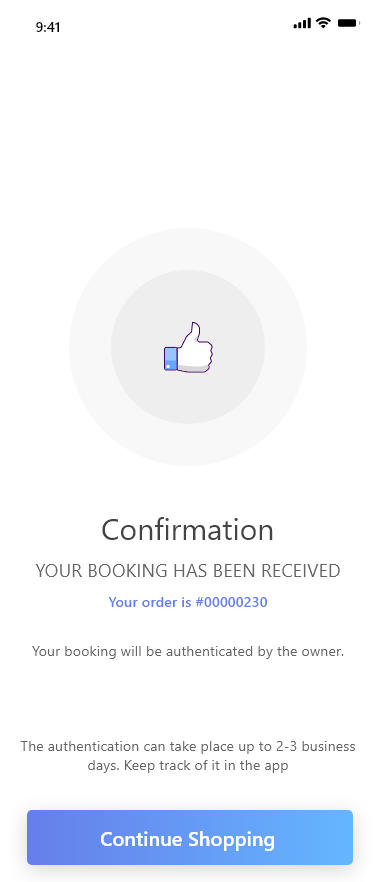 9:41
Confirmation
YOUR BOOKING HAS BEEN RECEIVED
Your order is #00000230
Your booking will be authenticated by the owner.
The authentication can take place up to 2-3 business
days. Keep track of it in the app
Continue Shopping